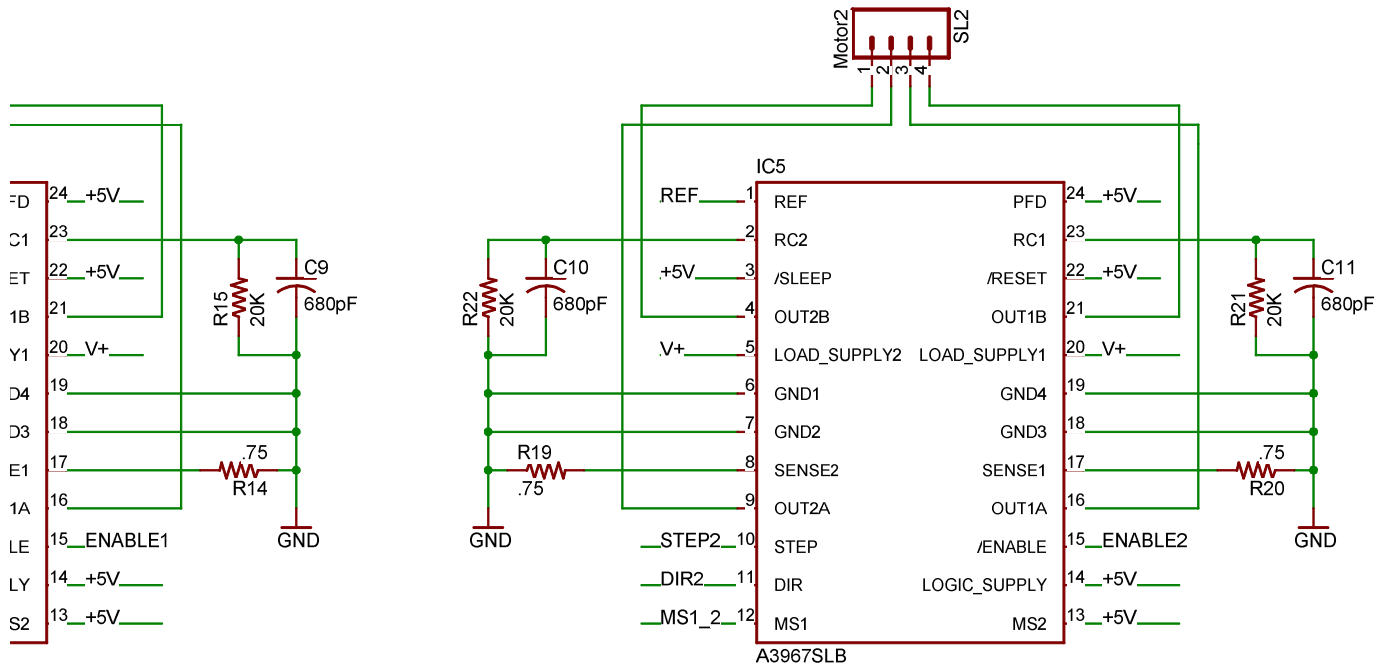 Motor2
SL2
1
2
3
4
IC5
A3967SLB
24 +5V
C1 23
ET 22 +5V
1B 21
Y1 20 V+
D4 19
D3 18
E1 17
1A 16
LE 15 ENABLE1
LY 14 +5V
S2 13 +5V
R15
20K
C9
680pF
.75
R14
GND
REF 1 REF
2 RC2
+5V 3 /SLEEP
4 OUT2B
V+ 5 LOAD_SUPPLY2
6 GND1
7 GND2
8 SENSE2
9 OUT2A
STEP2 10 STEP
DIR2 11 DIR
MS1_2 12 MS1
R22
20K
C10
680pF
R19
.75
GND
PFD 24 +5V
RC1 23
/RESET 22 +5V
OUT1B 21
LOAD_SUPPLY1 20 V+
GND4 19
GND3 18
SENSE1 17
OUT1A 16
/ENABLE 15 ENABLE2
LOGIC_SUPPLY 14 +5V
MS2 13 +5V
R21
20K
C11
680pF
.75
R20
GND